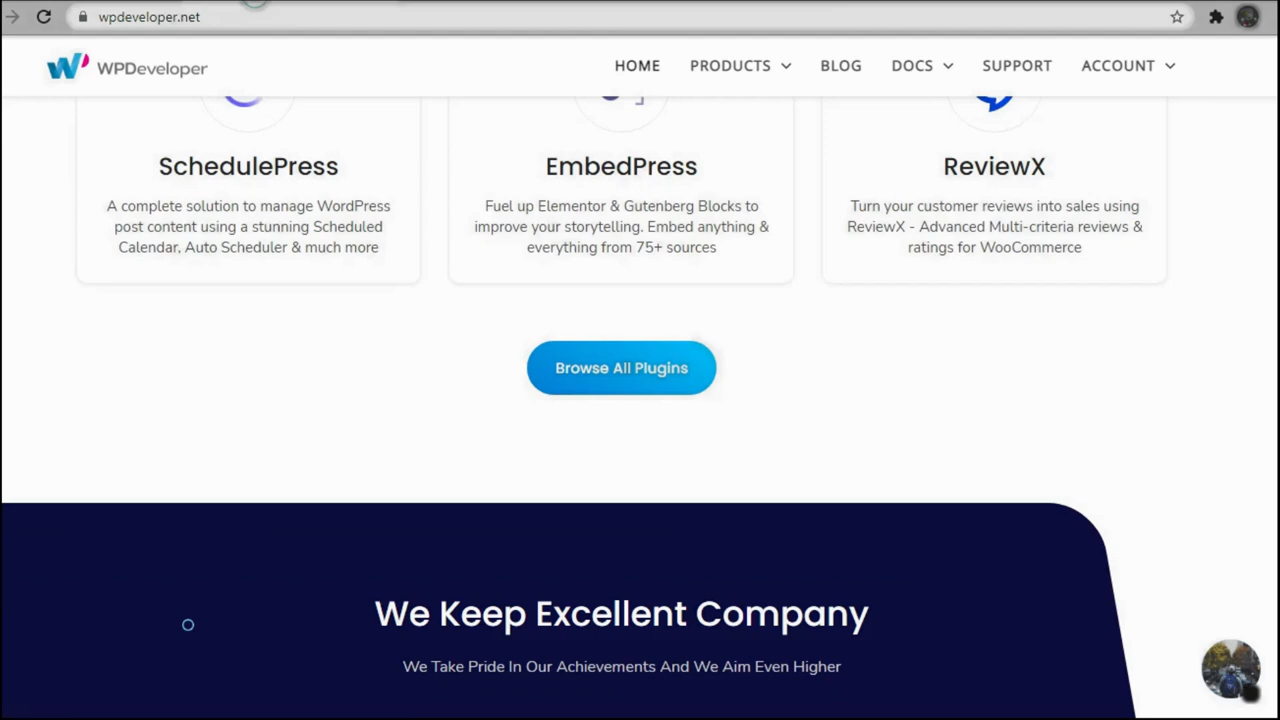 wpdeveloper.net
WPDeveloper
HOME
PRODUCTS
BLOG
DOCS
SUPPORT
ACCOUNT
SchedulePress
A complete solution to manage WordPress
post content using a stunning Scheduled
Calendar, Auto Scheduler & much more
EmbedPress
Fuel up Elementor & Gutenberg Blocks to
improve your storytelling. Embed anything &
everything from 75+ sources
ReviewX
Turn your customer reviews into sales using
ReviewX - Advanced Multi-criteria reviews &
ratings for WooCommerce
Browse All Plugins
We Keep Excellent Company
We Take Pride In Our Achievements And We Aim Even Higher